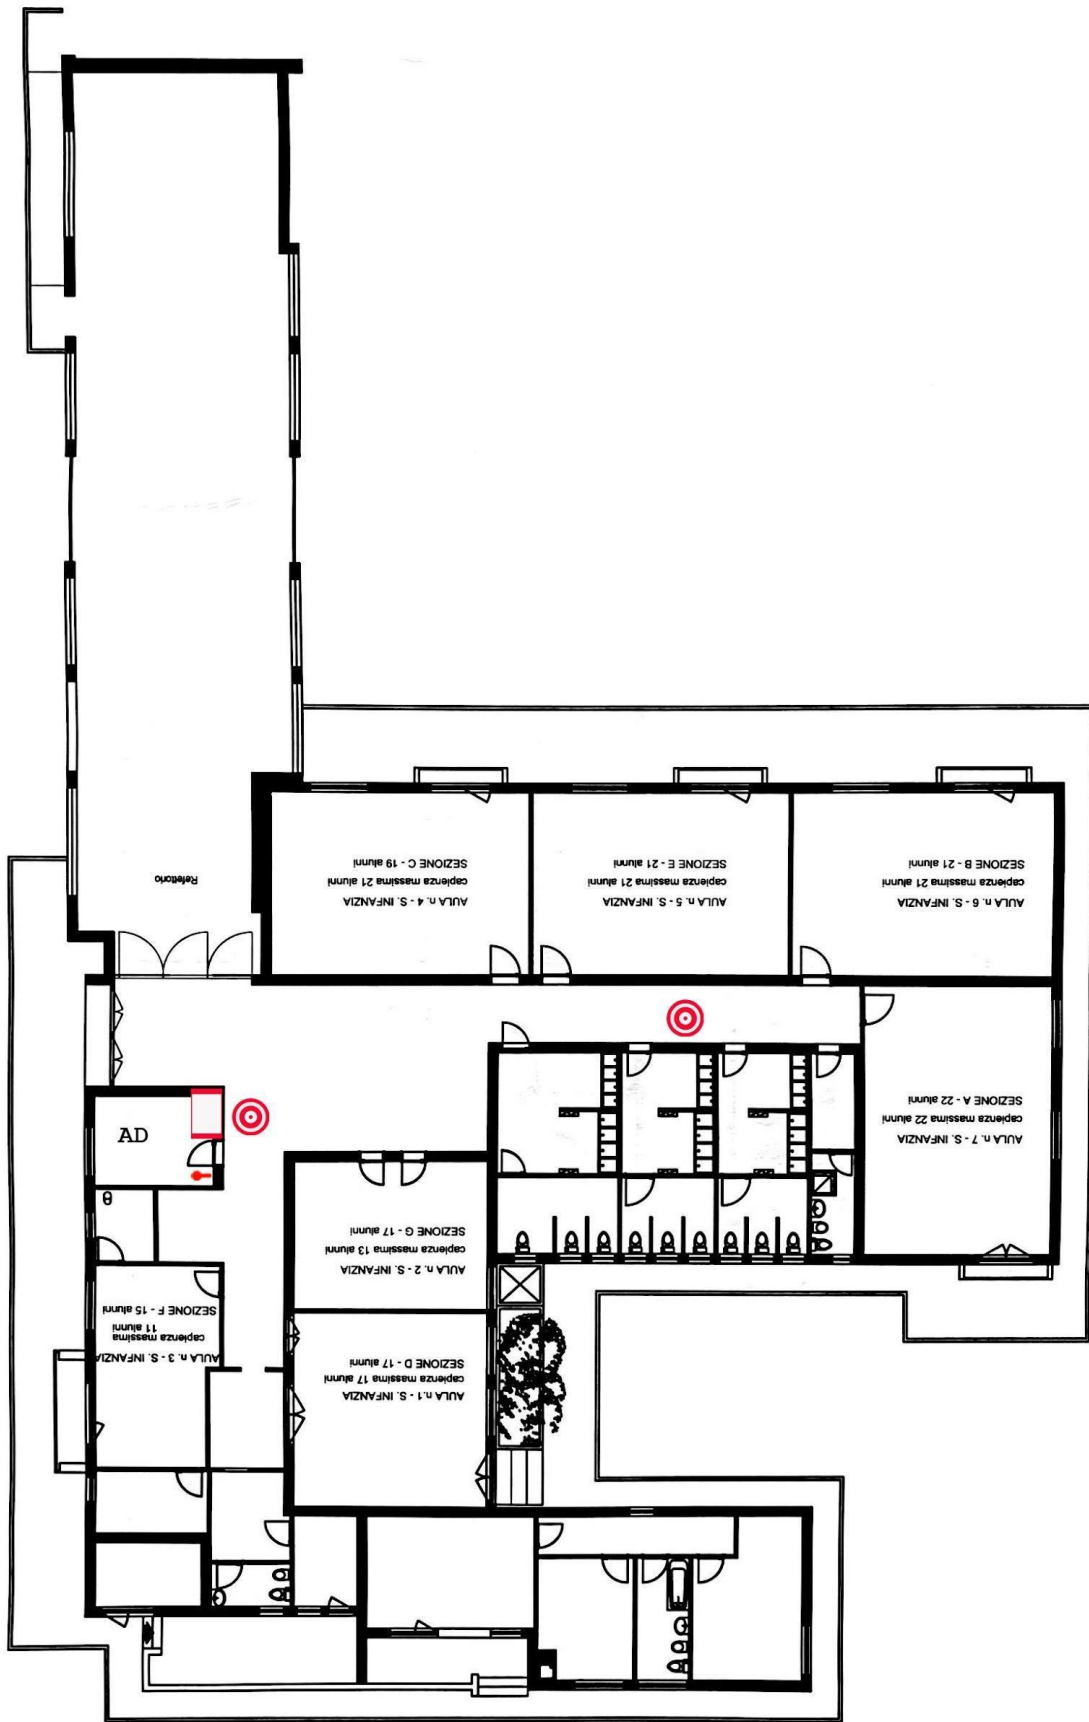 Refettorio
AULA n. 4 - S. INFANZIA
capienza massima 21 alunni
SEZIONE C - 19 alunni
AULA n. 5 - S. INFANZIA
capienza massima 21 alunni
SEZIONE E - 21 alunni
AULA n. 6 - S. INFANZIA
capienza massima 21 alunni
SEZIONE B - 21 alunni
AULA n. 7 - S. INFANZIA
capienza massima 22 alunni
SEZIONE A - 22 alunni
AD
AULA n. 2 - S. INFANZIA
capienza massima 13 alunni
SEZIONE G - 17 alunni
AULA n. 3 - S. INFANZIA
capienza massima
11 alunni
SEZIONE F - 15 alunni
AULA n.1 - S. INFANZIA
capienza massima 17 alunni
SEZIONE D - 17 alunni